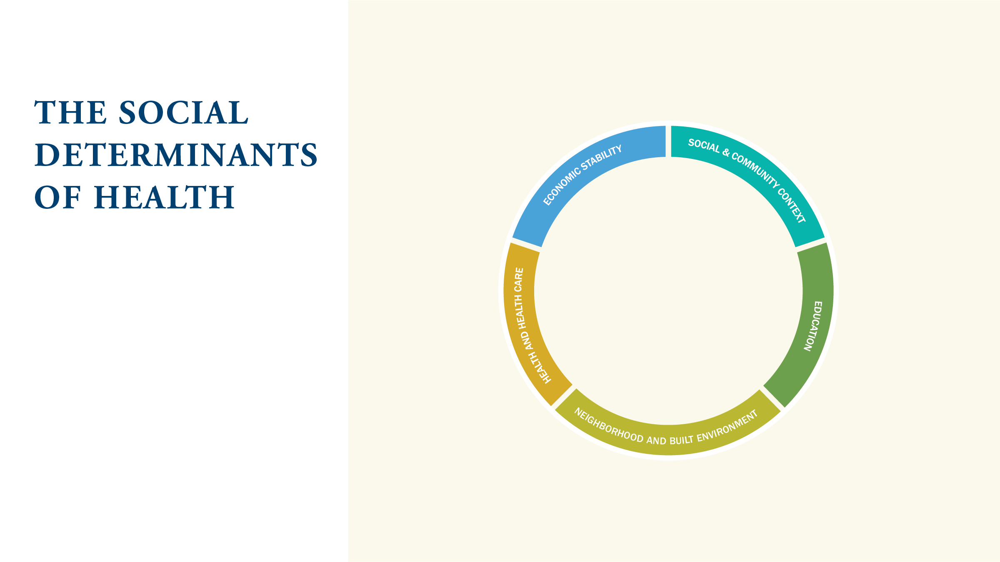 THE SOCIAL
DETERMINANTS
OF HEALTH
ECONOMIC STABILITY
SOCIAL & COMMUNITY CONTEXT
EDUCATION
NEIGHBORHOOD AND BUILT ENVIRONMENT
HEALTH AND HEALTH CARE